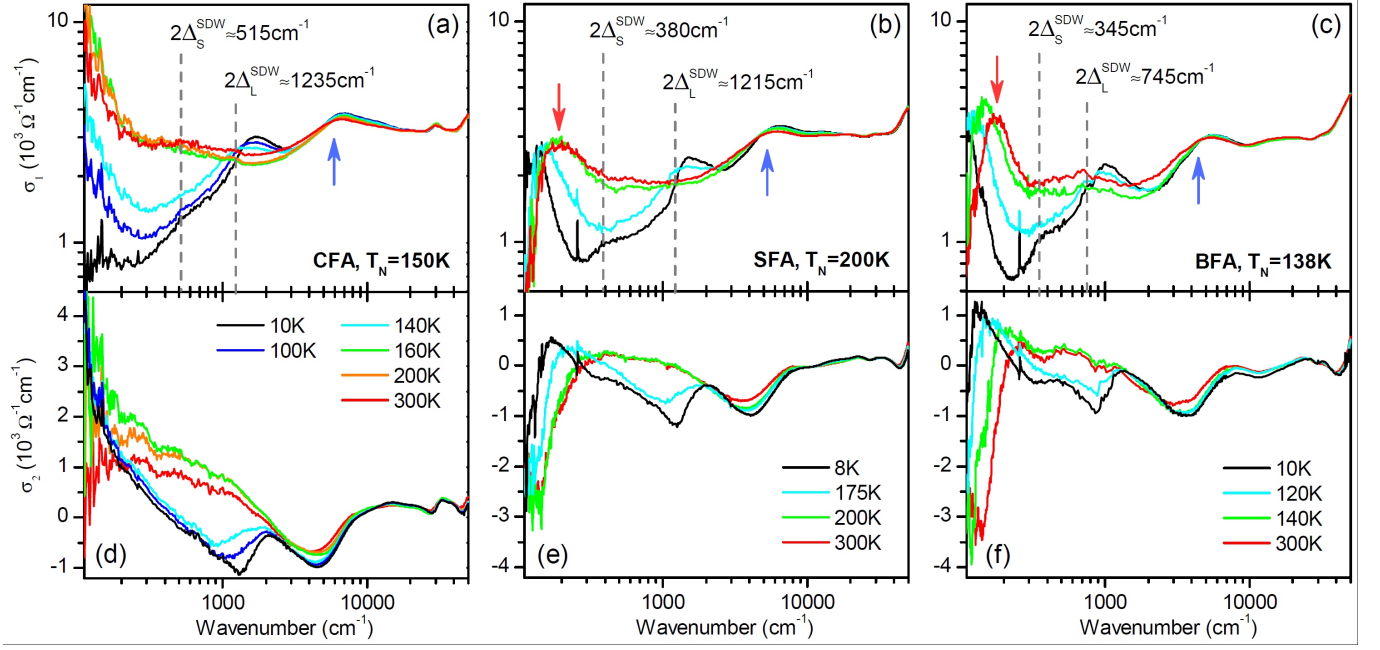 (a)
2Δ_S^SDW≈515cm⁻¹
2Δ_L^SDW≈1235cm⁻¹
CFA, T_N=150K
10
1
σ₁ (10³ Ω⁻¹cm⁻¹)
(b)
2Δ_S^SDW≈380cm⁻¹
2Δ_L^SDW≈1215cm⁻¹
SFA, T_N=200K
10
1
(c)
2Δ_S^SDW≈345cm⁻¹
2Δ_L^SDW≈745cm⁻¹
BFA, T_N=138K
10
1
4
3
2
1
0
-1
σ₂ (10³ Ω⁻¹cm⁻¹)
10K
100K
140K
160K
200K
300K
(d)
1000
10000
Wavenumber (cm⁻¹)
1
0
-1
-2
-3
-4
(e)
8K
175K
200K
300K
1000
10000
Wavenumber (cm⁻¹)
1
0
-1
-2
-3
-4
(f)
10K
120K
140K
300K
1000
10000
Wavenumber (cm⁻¹)